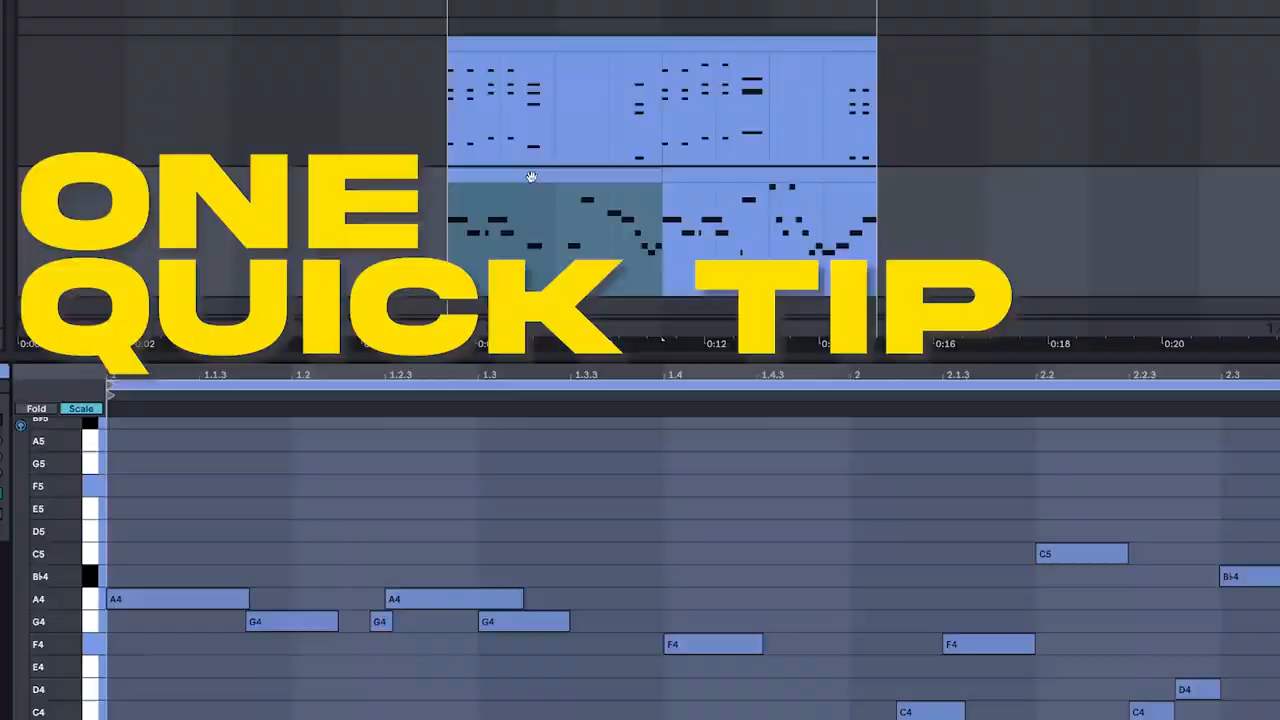 ONE
QUICK TIP
0:12
0:16
0:18
0:20
1.1.3
1.2
1.2.3
1.3
1.3.3
1.4
1.4.3
2
2.1.3
2.2
2.2.3
2.3
Fold Scale
A5
G5
F5
E5
D5
C5 C5
B♭4 B♭4
A4 A4 A4
G4 G4 G4 G4
F4 F4 F4
E4
D4 D4
C4 C4 C4